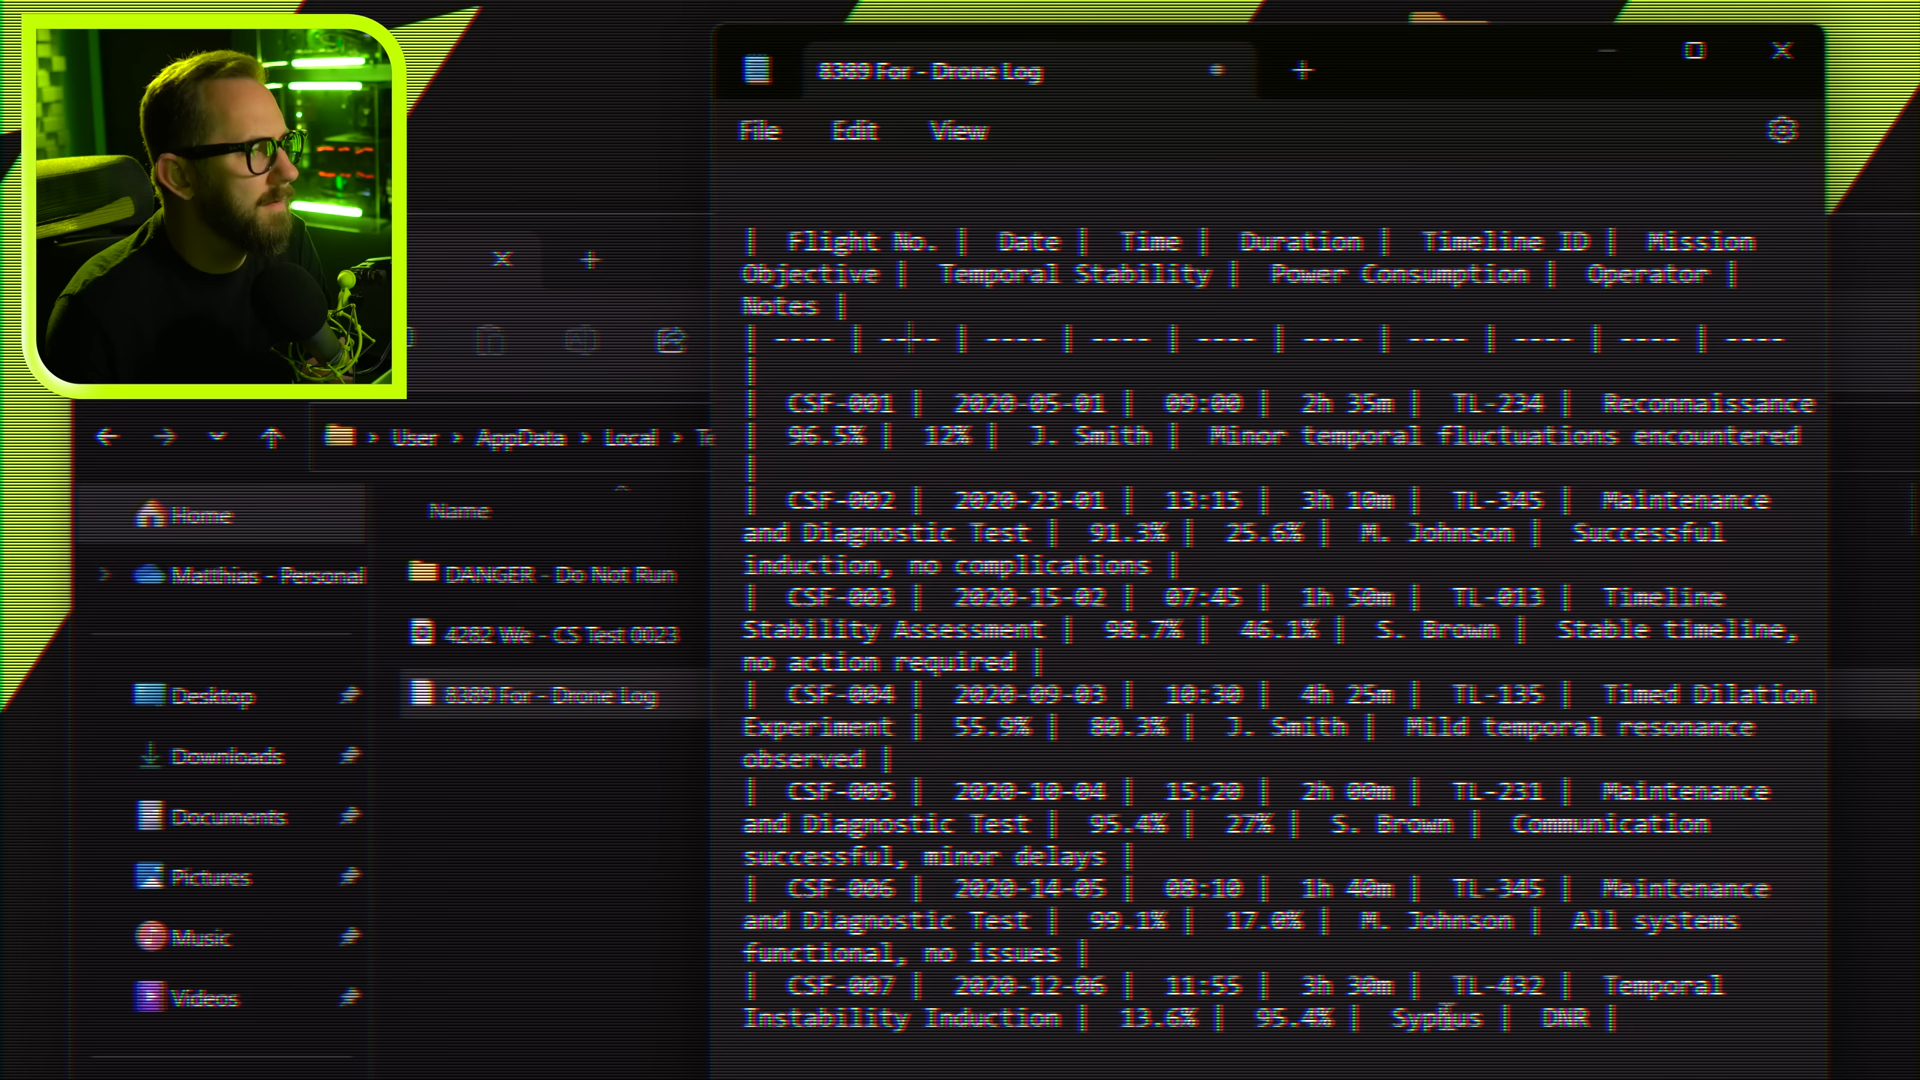 8389 For - Drone Log
File Edit View
| Flight No. | Date | Time | Duration | Timeline ID | Mission
Objective | Temporal Stability | Power Consumption | Operator |
Notes |
| ---- | ---- | ---- | ---- | ---- | ---- | ---- | ---- | ---- | ----
|
| CSF-001 | 2020-05-01 | 09:00 | 2h 35m | TL-234 | Reconnaissance
| 96.5% | 12% | J. Smith | Minor temporal fluctuations encountered
|
| CSF-002 | 2020-23-01 | 13:15 | 3h 10m | TL-345 | Maintenance
and Diagnostic Test | 91.3% | 25.6% | M. Johnson | Successful
induction, no complications |
| CSF-003 | 2020-15-02 | 07:45 | 1h 50m | TL-013 | Timeline
Stability Assessment | 98.7% | 46.1% | S. Brown | Stable timeline,
no action required |
| CSF-004 | 2020-09-03 | 10:30 | 4h 25m | TL-135 | Timed Dilation
Experiment | 55.9% | 80.3% | J. Smith | Mild temporal resonance
observed |
| CSF-005 | 2020-10-04 | 15:20 | 2h 00m | TL-231 | Maintenance
and Diagnostic Test | 95.4% | 27% | S. Brown | Communication
successful, minor delays |
| CSF-006 | 2020-14-05 | 08:10 | 1h 40m | TL-345 | Maintenance
and Diagnostic Test | 99.1% | 17.0% | M. Johnson | All systems
functional, no issues |
| CSF-007 | 2020-12-06 | 11:55 | 3h 30m | TL-432 | Temporal
Instability Induction | 13.6% | 95.4% | | DNR |
> User > AppData > Local >
Home
Matthias - Personal
Desktop
Downloads
Documents
Pictures
Music
Videos
Name
DANGER - Do Not Run
4282 We - CS Test 0023
8389 For - Drone Log